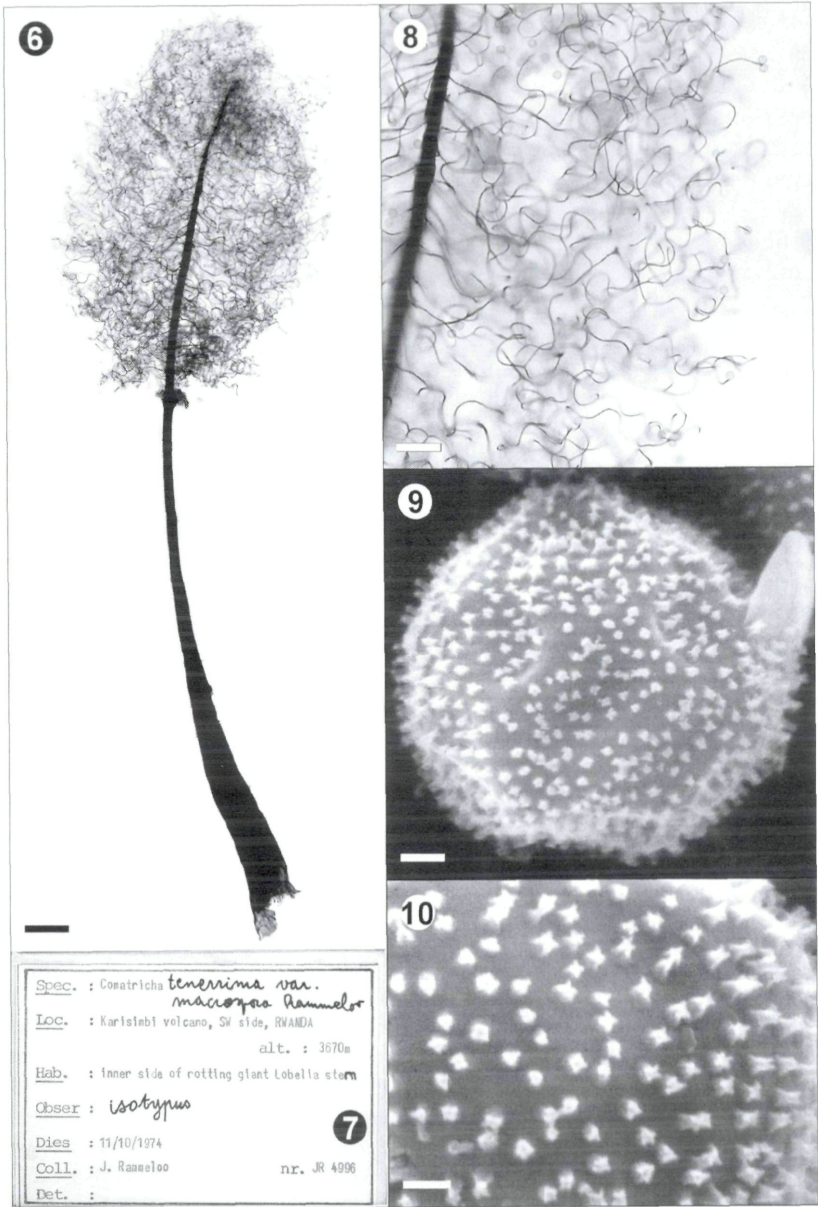 6
8
9
10
Spec. : Comatricha tenerrima var.
macrospora Rammeloo
Loc. : Karisimbi volcano, SW side, RWANDA
alt. : 3670m
Hab. : inner side of rotting giant Lobelia stem
Obser : isotypus
7
Dies : 11/10/1974
Coll. : J. Rammeloo nr. JR 4996
Det. :